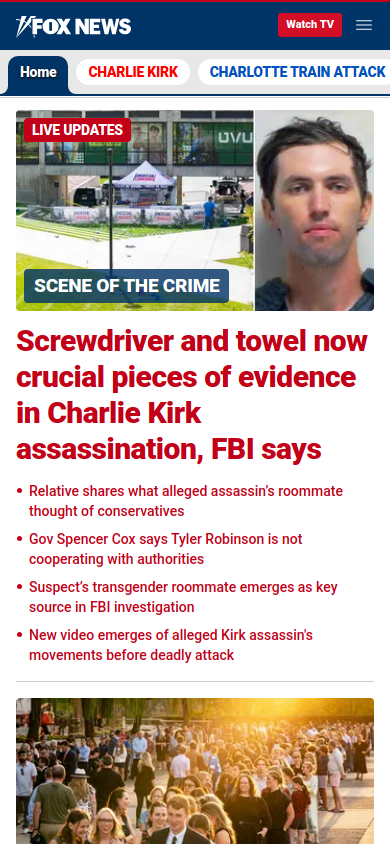 FOX NEWS
Watch TV
Home
CHARLIE KIRK
CHARLOTTE TRAIN ATTACK
LIVE UPDATES
UVU
SCENE OF THE CRIME
Screwdriver and towel now
crucial pieces of evidence
in Charlie Kirk
assassination, FBI says
• Relative shares what alleged assassin's roommate
thought of conservatives
• Gov Spencer Cox says Tyler Robinson is not
cooperating with authorities
• Suspect's transgender roommate emerges as key
source in FBI investigation
• New video emerges of alleged Kirk assassin's
movements before deadly attack